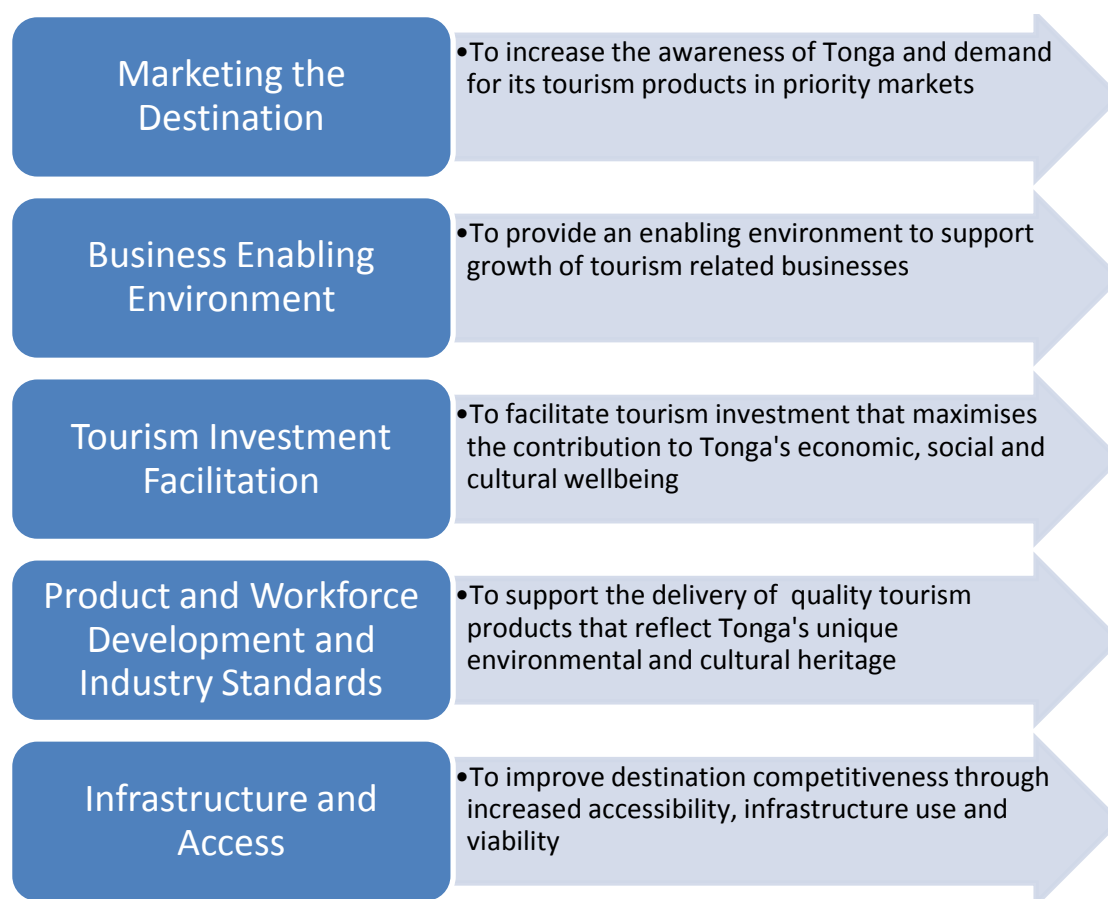 Marketing the
Destination
•To increase the awareness of Tonga and demand
for its tourism products in priority markets
Business Enabling
Environment
•To provide an enabling environment to support
growth of tourism related businesses
Tourism Investment
Facilitation
•To facilitate tourism investment that maximises
the contribution to Tonga's economic, social and
cultural wellbeing
Product and Workforce
Development and
Industry Standards
•To support the delivery of  quality tourism
products that reflect Tonga's unique
environmental and cultural heritage
Infrastructure and
Access
•To improve destination competitiveness through
increased accessibility, infrastructure use and
viability